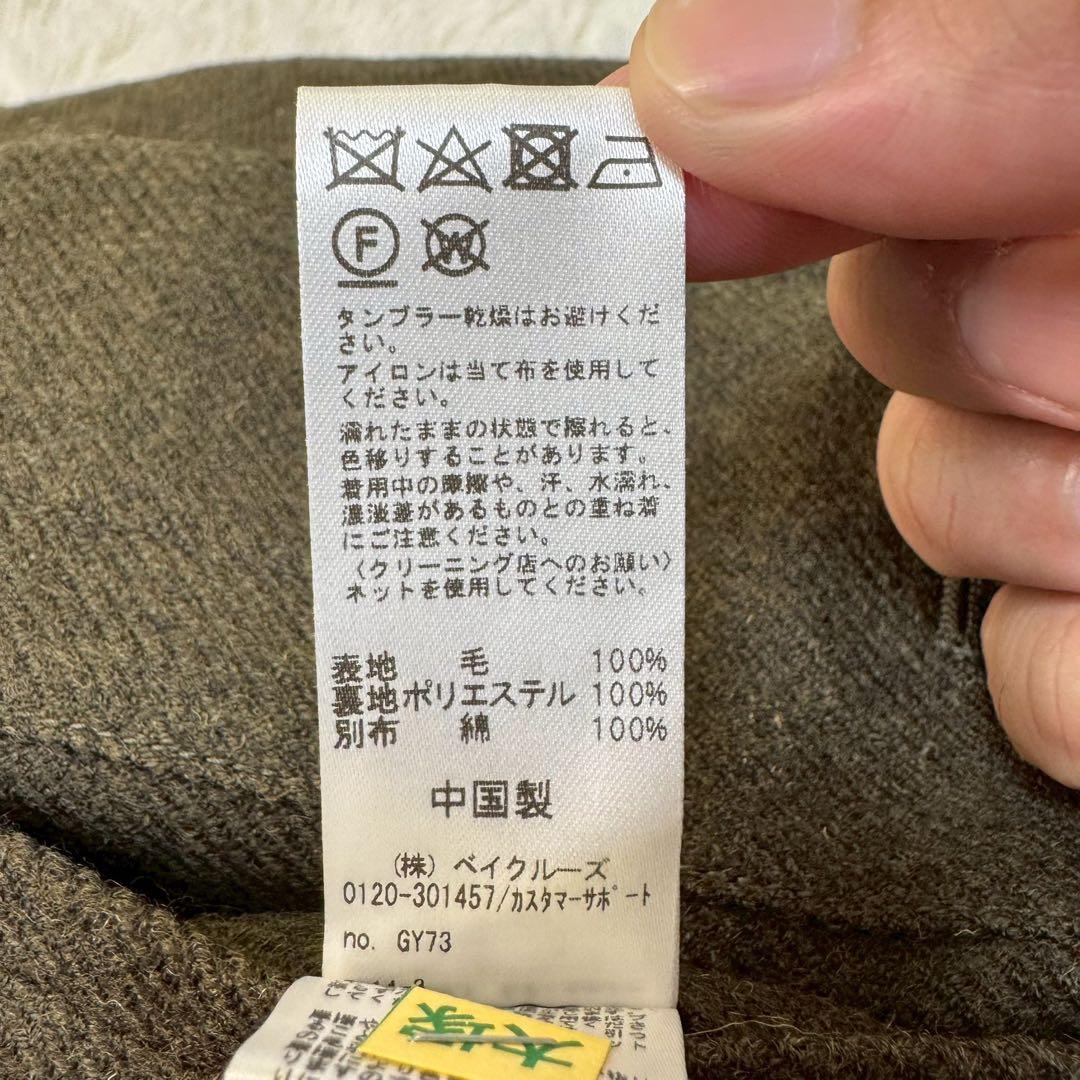 F W
タンブラー乾燥はお避けくだ
さい。
アイロンは当て布を使用して
ください。
濡れたままの状態で擦れると、
色移りすることがあります。
着用中の摩擦や、汗、水濡れ、
濃淡差があるものとの重ね着
にご注意ください。
〈クリーニング店へのお願い〉
ネットを使用してください。
表地 毛 100%
裏地 ポリエステル 100%
別布 綿 100%
中国製
(株) ベイクルーズ
0120-301457/カスタマーサポート
no. GY73
大塚